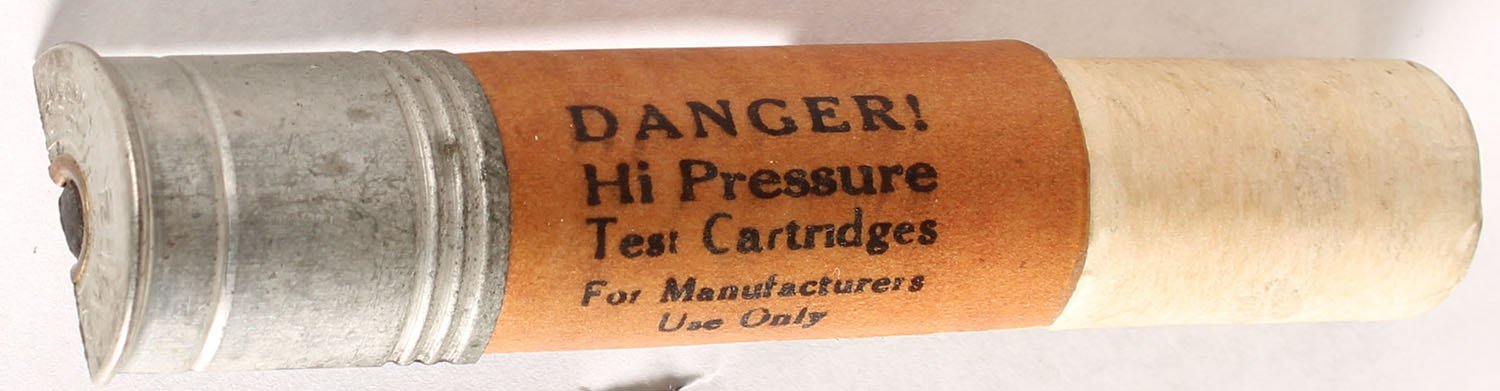 DANGER!
Hi Pressure
Test Cartridges
For Manufacturers
Use Only